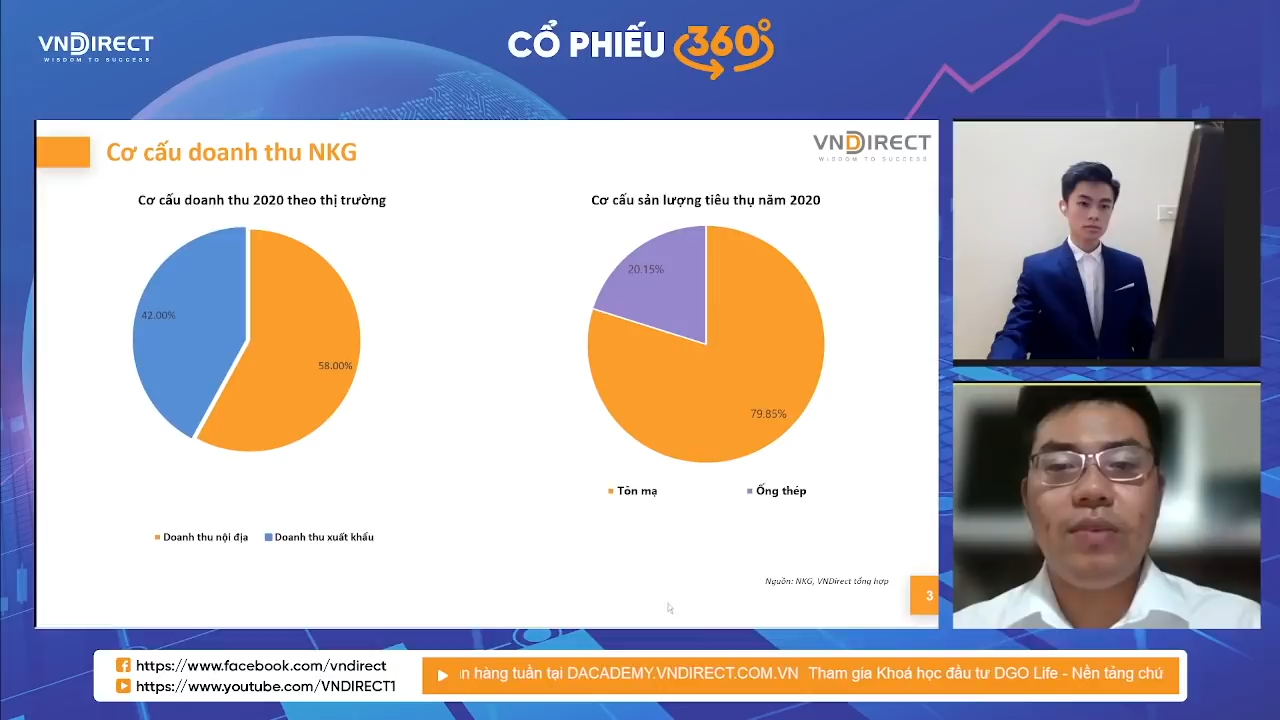 VNDIRECT
WISDOM TO SUCCESS
CỔ PHIẾU 360°
Cơ cấu doanh thu NKG
VNDIRECT
WISDOM TO SUCCESS
Cơ cấu doanh thu 2020 theo thị trường
42.00%
58.00%
Doanh thu nội địa
Doanh thu xuất khẩu
Cơ cấu sản lượng tiêu thụ năm 2020
20.15%
79.85%
Tôn mạ
Ống thép
Nguồn: NKG, VNDirect tổng hợp
3
https://www.facebook.com/vndirect
https://www.youtube.com/VNDIRECT1
hàng tuần tại DACADEMY.VNDIRECT.COM.VN Tham gia Khoá học đầu tư DGO Life - Nền tảng chú